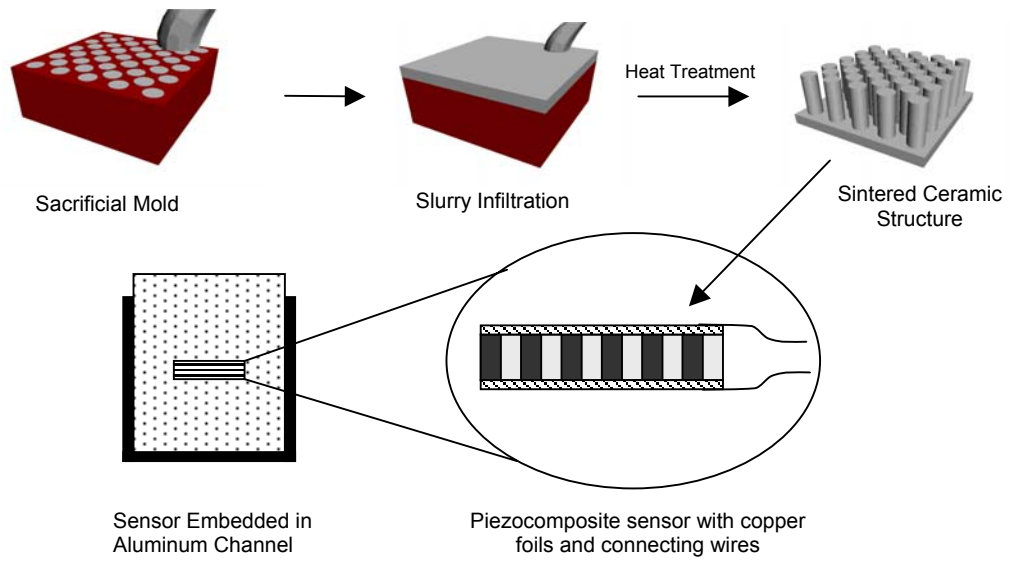 Heat Treatment
Sacrificial Mold
Slurry Infiltration
Sintered Ceramic
Structure
Sensor Embedded in
Aluminum Channel
Piezocomposite sensor with copper
foils and connecting wires